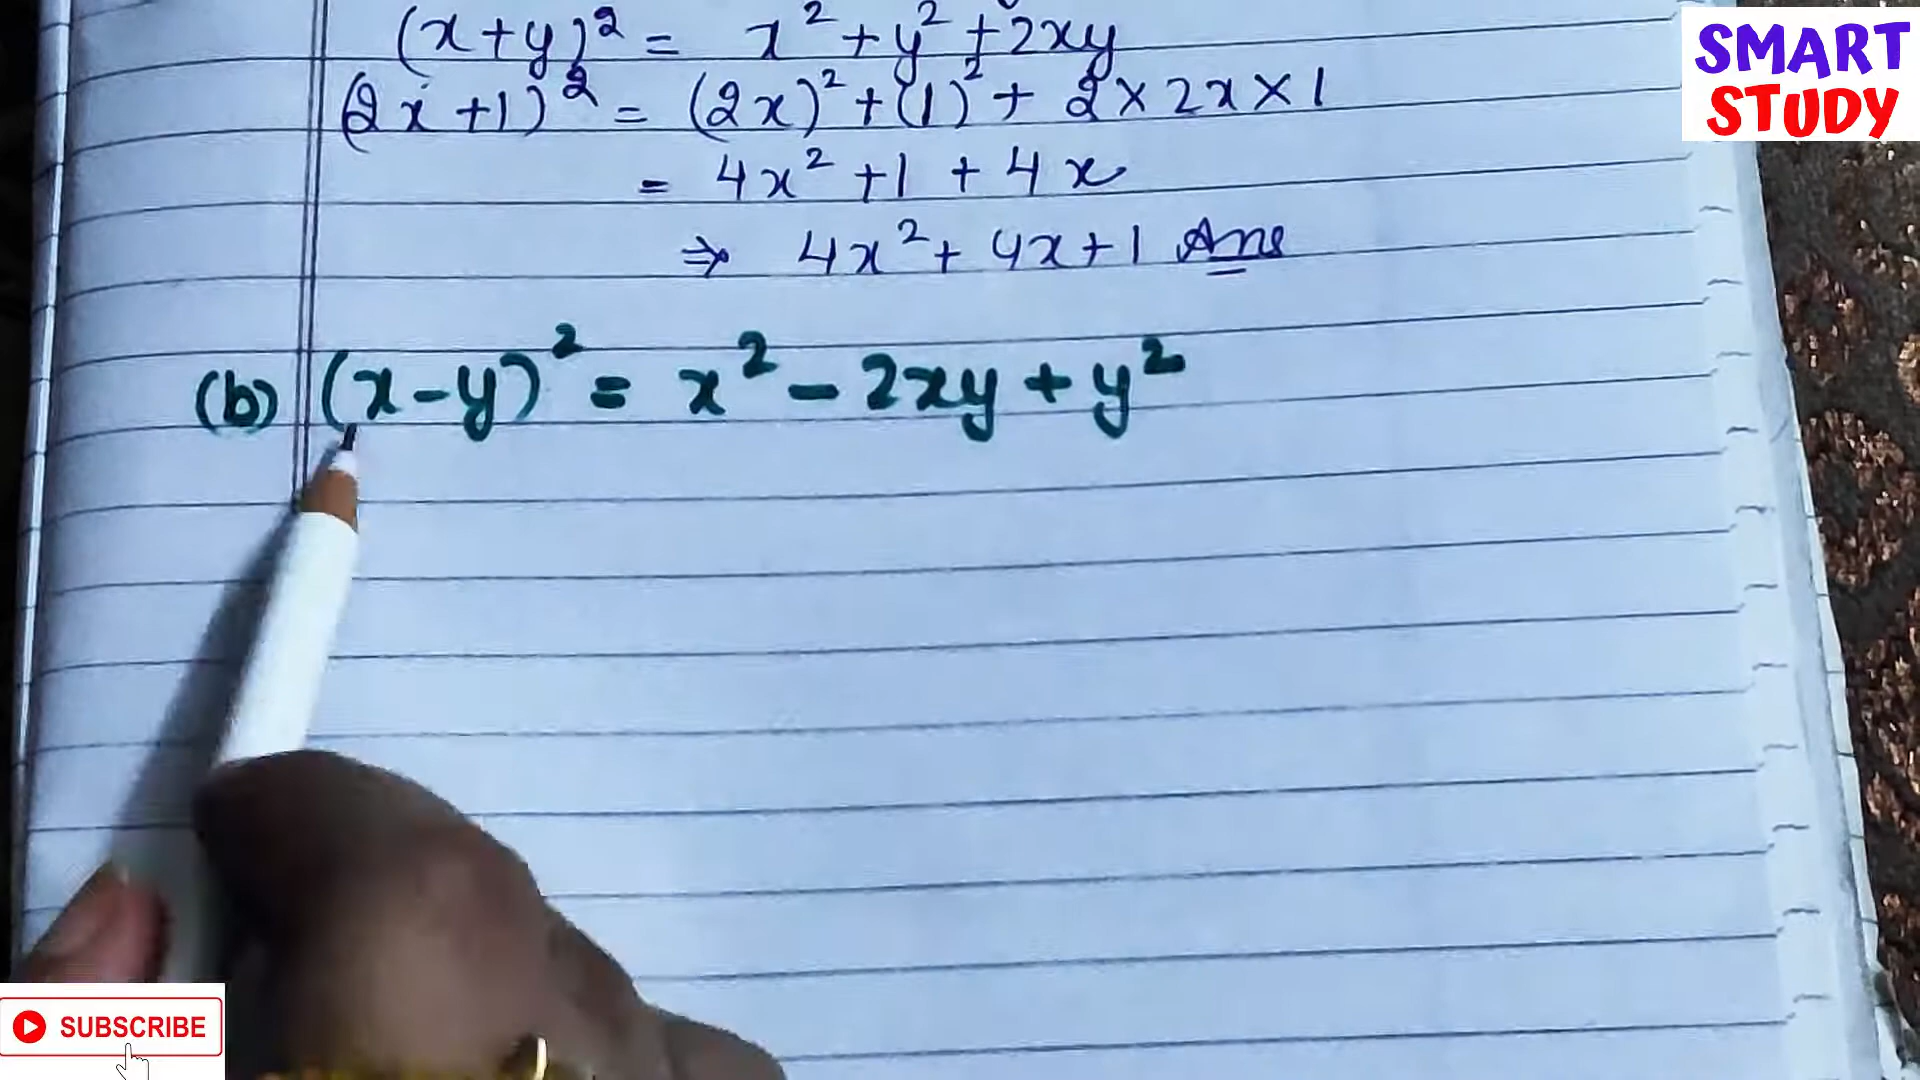 (x+y)² = x² + y² + 2xy
(2x+1)² = (2x)² + (1)² + 2×2x×1
= 4x² +1 + 4x
⇒ 4x² + 4x+1 Ans
(b) (x-y)² = x² - 2xy + y²
SMART
STUDY
SUBSCRIBE